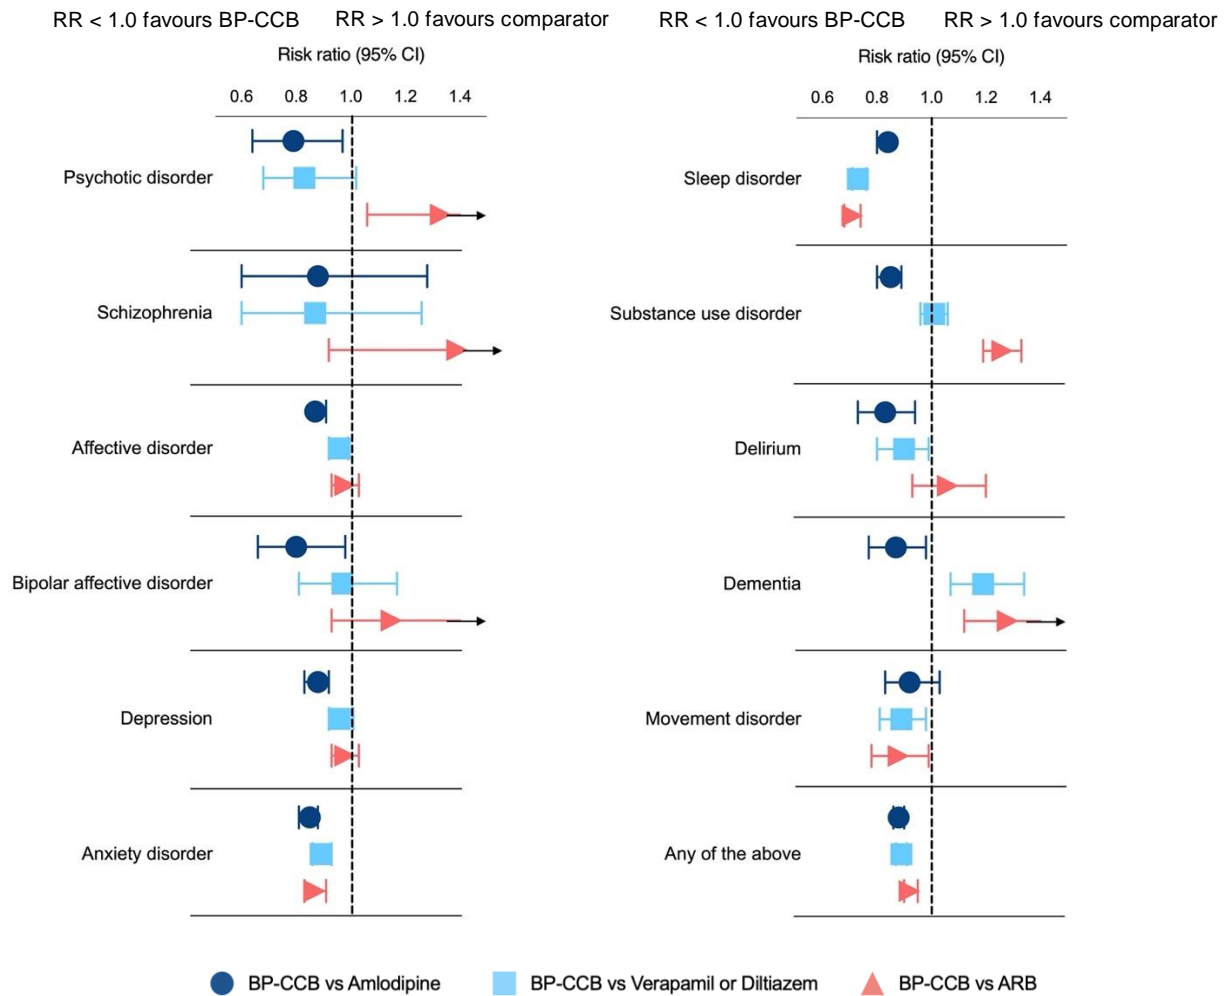 RR < 1.0 favours BP-CCB RR > 1.0 favours comparator
Risk ratio (95% CI)
0.6 0.8 1.0 1.2 1.4
Psychotic disorder
Schizophrenia
Affective disorder
Bipolar affective disorder
Depression
Anxiety disorder
RR < 1.0 favours BP-CCB RR > 1.0 favours comparator
Risk ratio (95% CI)
0.6 0.8 1.0 1.2 1.4
Sleep disorder
Substance use disorder
Delirium
Dementia
Movement disorder
Any of the above
BP-CCB vs Amlodipine BP-CCB vs Verapamil or Diltiazem BP-CCB vs ARB